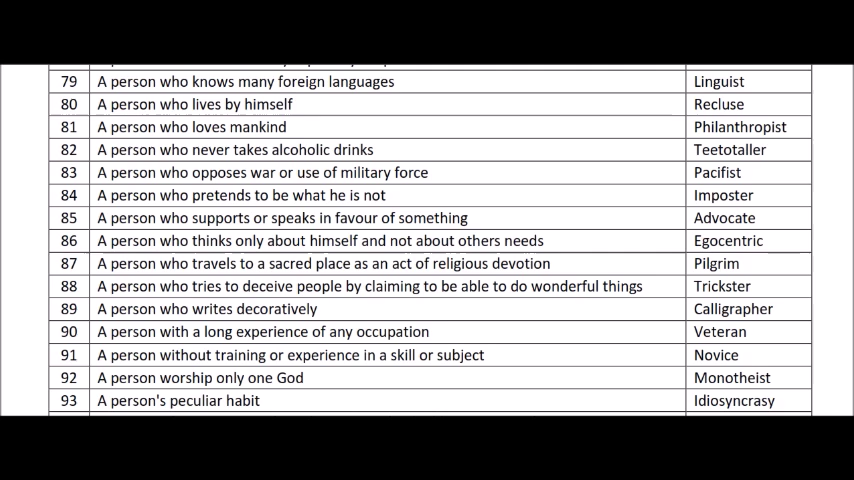 79 A person who knows many foreign languages Linguist
80 A person who lives by himself Recluse
81 A person who loves mankind Philanthropist
82 A person who never takes alcoholic drinks Teetotaller
83 A person who opposes war or use of military force Pacifist
84 A person who pretends to be what he is not Imposter
85 A person who supports or speaks in favour of something Advocate
86 A person who thinks only about himself and not about others needs Egocentric
87 A person who travels to a sacred place as an act of religious devotion Pilgrim
88 A person who tries to deceive people by claiming to be able to do wonderful things Trickster
89 A person who writes decoratively Calligrapher
90 A person with a long experience of any occupation Veteran
91 A person without training or experience in a skill or subject Novice
92 A person worship only one God Monotheist
93 A person's peculiar habit Idiosyncrasy